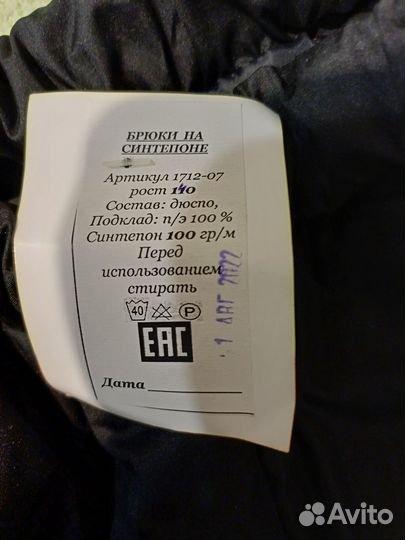 БРЮКИ НА
СИНТЕПОНЕ
Артикул 1712-07
рост 140
Состав: дюспо,
Подклад: п/э 100 %
Синтепон 100 гр/м
Перед
использованием
стирать
40 P
EAC
Дата
1 АВГ 2022
Avito